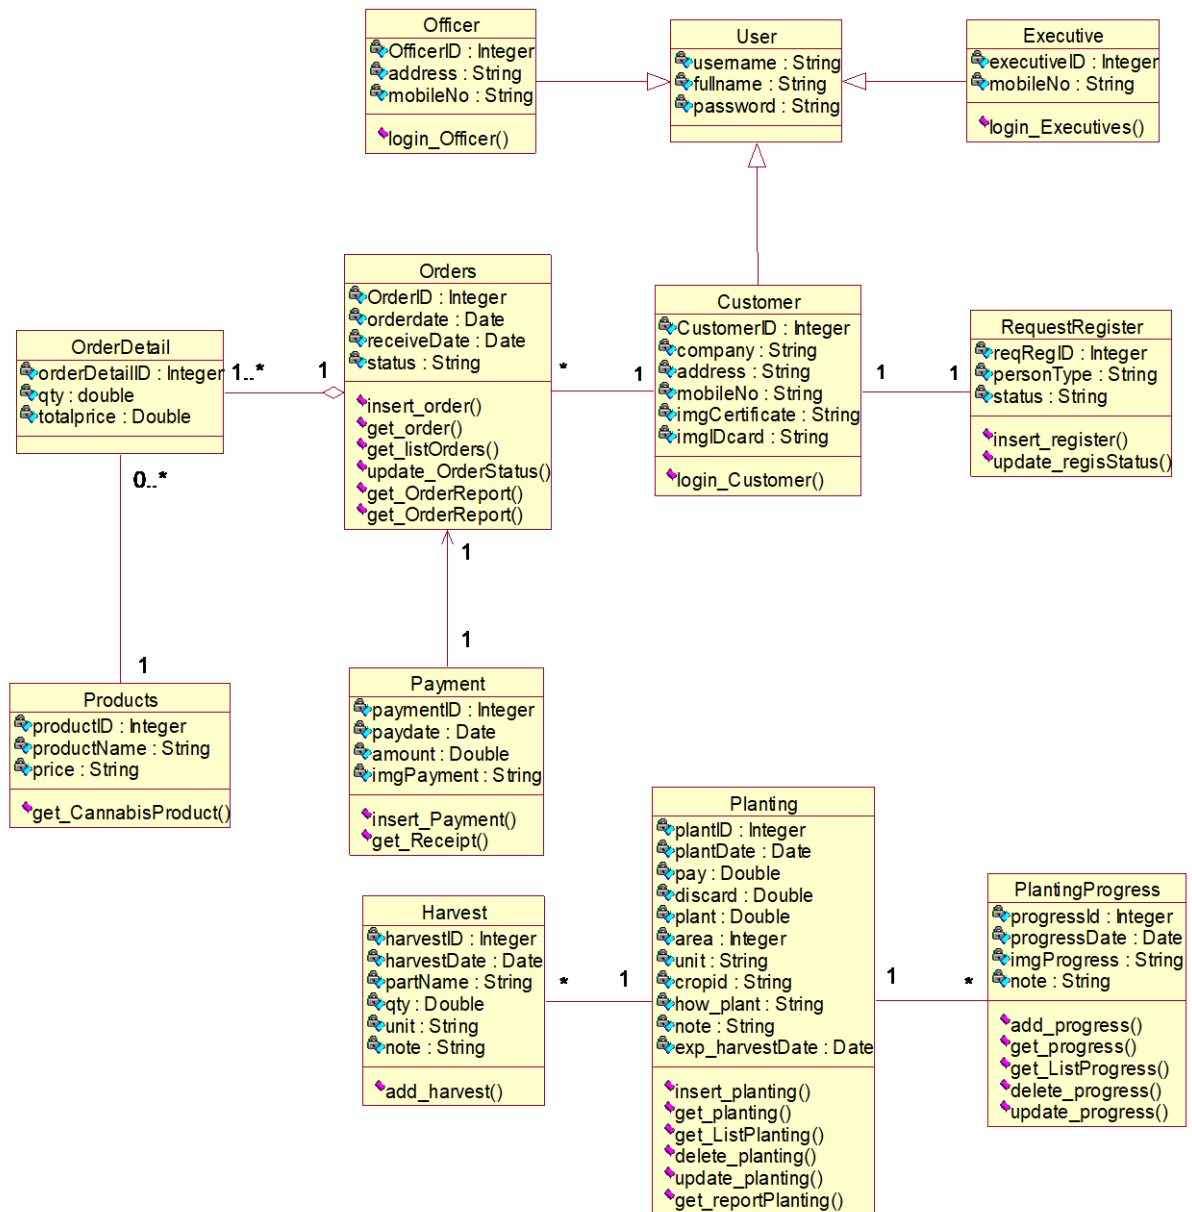 Officer
OfficerID : Integer
address : String
mobileNo : String
login_Officer()
User
username : String
fullname : String
password : String
Executive
executiveID : Integer
mobileNo : String
login_Executives()
Orders
OrderID : Integer
orderdate : Date
receiveDate : Date
status : String
insert_order()
get_order()
get_listOrders()
update_OrderStatus()
get_OrderReport()
get_OrderReport()
Customer
CustomerID : Integer
company : String
address : String
mobileNo : String
imgCertificate : String
imgIDcard : String
login_Customer()
RequestRegister
reqRegID : Integer
personType : String
status : String
insert_register()
update_regisStatus()
OrderDetail
orderDetailID : Integer
qty : double
totalprice : Double
1..*
1
*
1
1
1
0..*
1
1
1
Products
productID : Integer
productName : String
price : String
get_CannabisProduct()
Payment
paymentID : Integer
paydate : Date
amount : Double
imgPayment : String
insert_Payment()
get_Receipt()
Harvest
harvestID : Integer
harvestDate : Date
partName : String
qty : Double
unit : String
note : String
add_harvest()
*
1
Planting
plantID : Integer
plantDate : Date
pay : Double
discard : Double
plant : Double
area : Integer
unit : String
cropid : String
how_plant : String
note : String
exp_harvestDate : Date
insert_planting()
get_planting()
get_ListPlanting()
delete_planting()
update_planting()
get_reportPlanting()
1
*
PlantingProgress
progressId : Integer
progressDate : Date
imgProgress : String
note : String
add_progress()
get_progress()
get_ListProgress()
delete_progress()
update_progress()